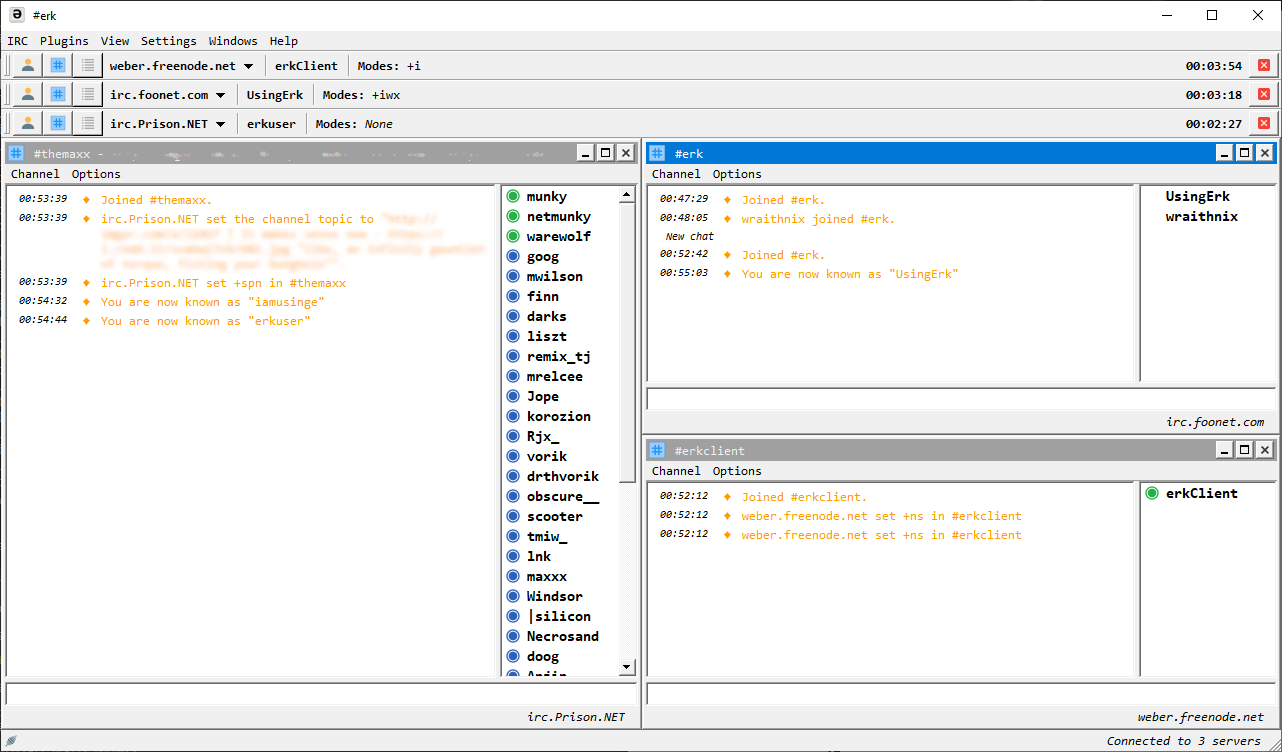 #erk
IRC Plugins View Settings Windows Help
weber.freenode.net erkClient Modes: +i 00:03:54
irc.foonet.com UsingErk Modes: +iwx 00:03:18
irc.Prison.NET erkuser Modes: None 00:02:27
#themaxx -
Channel Options
00:53:39 Joined #themaxx.
00:53:39 irc.Prison.NET set the channel topic to
00:53:39 irc.Prison.NET set +spn in #themaxx
00:54:32 You are now known as "iamusinge"
00:54:44 You are now known as "erkuser"
munky
netmunky
warewolf
goog
mwilson
finn
darks
liszt
remix_tj
mrelcee
Jope
korozion
Rjx_
vorik
drthvorik
obscure__
scooter
tmiw_
lnk
maxxx
Windsor
|silicon
Necrosand
doog
irc.Prison.NET
#erk
Channel Options
00:47:29 Joined #erk.
00:48:05 wraithnix joined #erk.
New chat
00:52:42 Joined #erk.
00:55:03 You are now known as "UsingErk"
UsingErk
wraithnix
irc.foonet.com
#erkclient
Channel Options
00:52:12 Joined #erkclient.
00:52:12 weber.freenode.net set +ns in #erkclient
00:52:12 weber.freenode.net set +ns in #erkclient
erkClient
weber.freenode.net
Connected to 3 servers